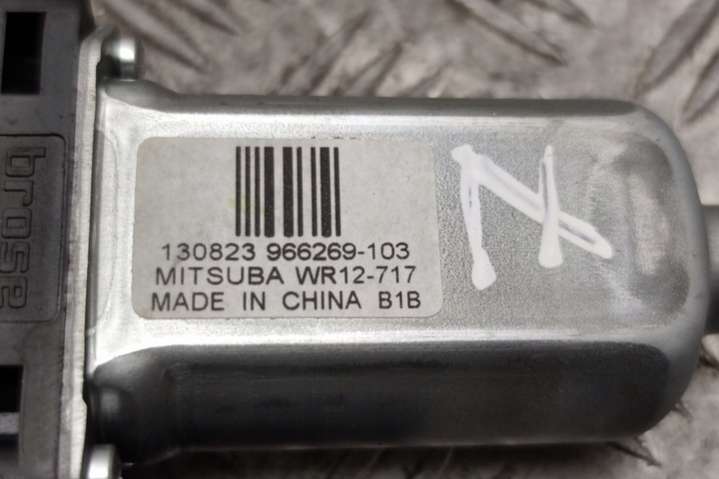 brose
130823 966269-103
MITSUBA WR12-717
MADE IN CHINA B1B